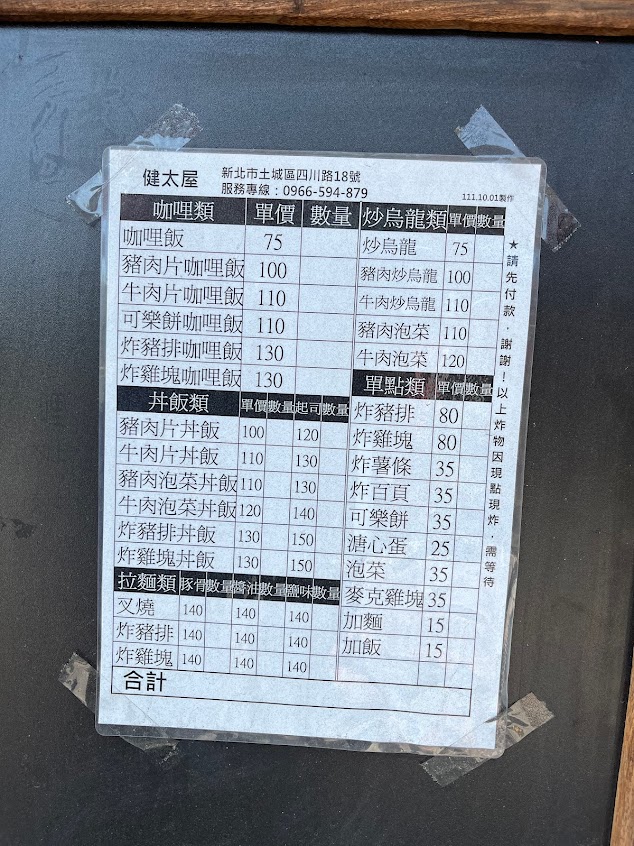 健太屋
新北市土城區四川路18號
服務專線：0966-594-879
111.10.01製作
咖哩類 單價 數量
咖哩飯 75
豬肉片咖哩飯 100
牛肉片咖哩飯 110
可樂餅咖哩飯 110
炸豬排咖哩飯 130
炸雞塊咖哩飯 130
丼飯類 單價 數量 起司 數量
豬肉片丼飯 100 120
牛肉片丼飯 110 130
豬肉泡菜丼飯 110 130
牛肉泡菜丼飯 120 140
炸豬排丼飯 130 150
炸雞塊丼飯 130 150
拉麵類 豚骨 數量 醬油 數量 鹽味 數量
叉燒 140 140 140
炸豬排 140 140 140
炸雞塊 140 140 140
合計
炒烏龍類 單價 數量
炒烏龍 75
豬肉炒烏龍 100
牛肉炒烏龍 110
豬肉泡菜 110
牛肉泡菜 120
單點類 單價 數量
炸豬排 80
炸雞塊 80
炸薯條 35
炸百頁 35
可樂餅 35
溏心蛋 25
泡菜 35
麥克雞塊 35
加麵 15
加飯 15
★請先付款．謝謝！以上炸物因現點現炸．需等待